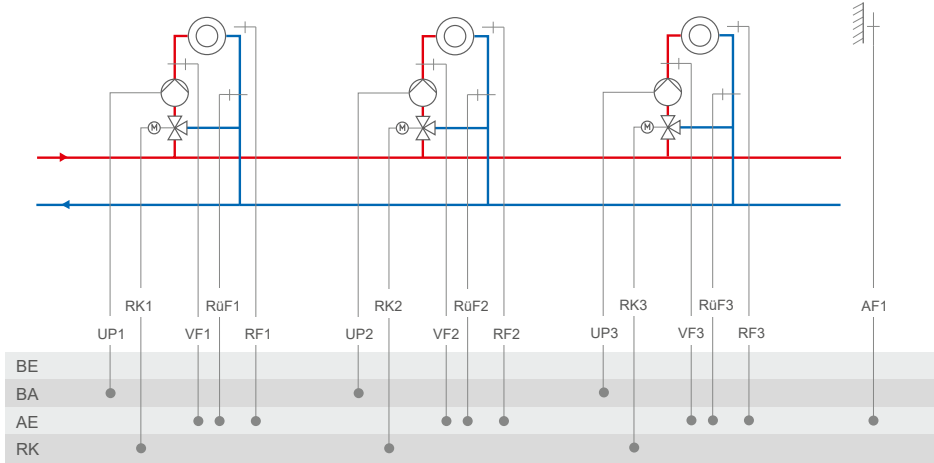 M M M
RK1 RüF1 RK2 RüF2 RK3 RüF3 AF1
UP1 VF1 RF1 UP2 VF2 RF2 UP3 VF3 RF3
BE
BA
AE
RK